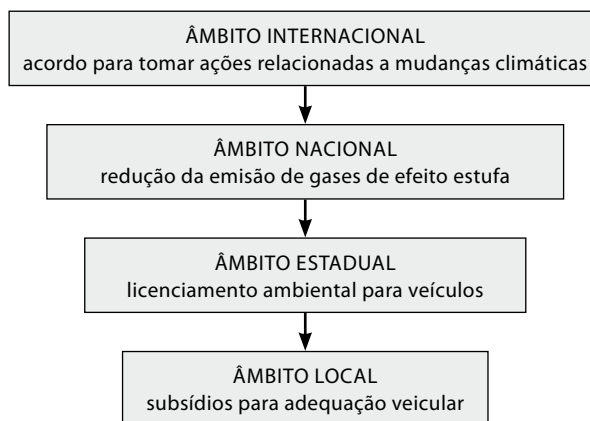 ÂMBITO INTERNACIONAL
acordo para tomar ações relacionadas a mudanças climáticas
ÂMBITO NACIONAL
redução da emissão de gases de efeito estufa
ÂMBITO ESTADUAL
licenciamento ambiental para veículos
ÂMBITO LOCAL
subsídios para adequação veicular